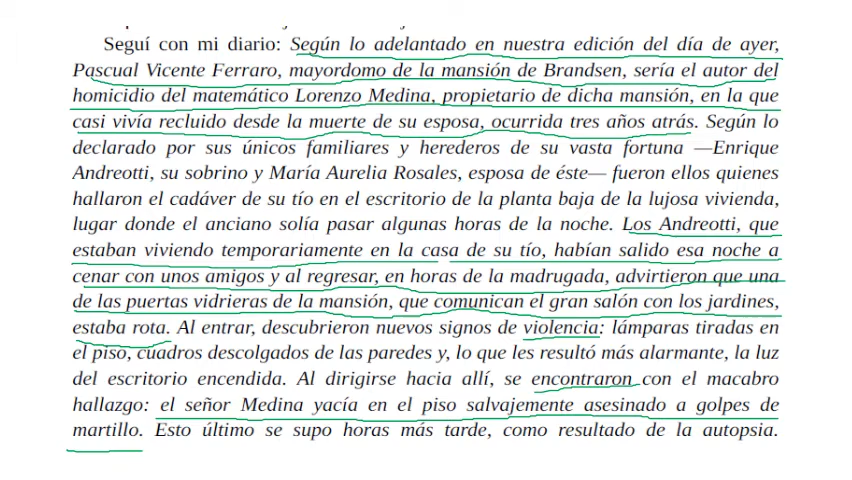 Seguí con mi diario: Según lo adelantado en nuestra edición del día de ayer,
Pascual Vicente Ferraro, mayordomo de la mansión de Brandsen, sería el autor del
homicidio del matemático Lorenzo Medina, propietario de dicha mansión, en la que
casi vivía recluido desde la muerte de su esposa, ocurrida tres años atrás. Según lo
declarado por sus únicos familiares y herederos de su vasta fortuna —Enrique
Andreotti, su sobrino y María Aurelia Rosales, esposa de éste— fueron ellos quienes
hallaron el cadáver de su tío en el escritorio de la planta baja de la lujosa vivienda,
lugar donde el anciano solía pasar algunas horas de la noche. Los Andreotti, que
estaban viviendo temporariamente en la casa de su tío, habían salido esa noche a
cenar con unos amigos y al regresar, en horas de la madrugada, advirtieron que una
de las puertas vidrieras de la mansión, que comunican el gran salón con los jardines,
estaba rota. Al entrar, descubrieron nuevos signos de violencia: lámparas tiradas en
el piso, cuadros descolgados de las paredes y, lo que les resultó más alarmante, la luz
del escritorio encendida. Al dirigirse hacia allí, se encontraron con el macabro
hallazgo: el señor Medina yacía en el piso salvajemente asesinado a golpes de
martillo. Esto último se supo horas más tarde, como resultado de la autopsia.